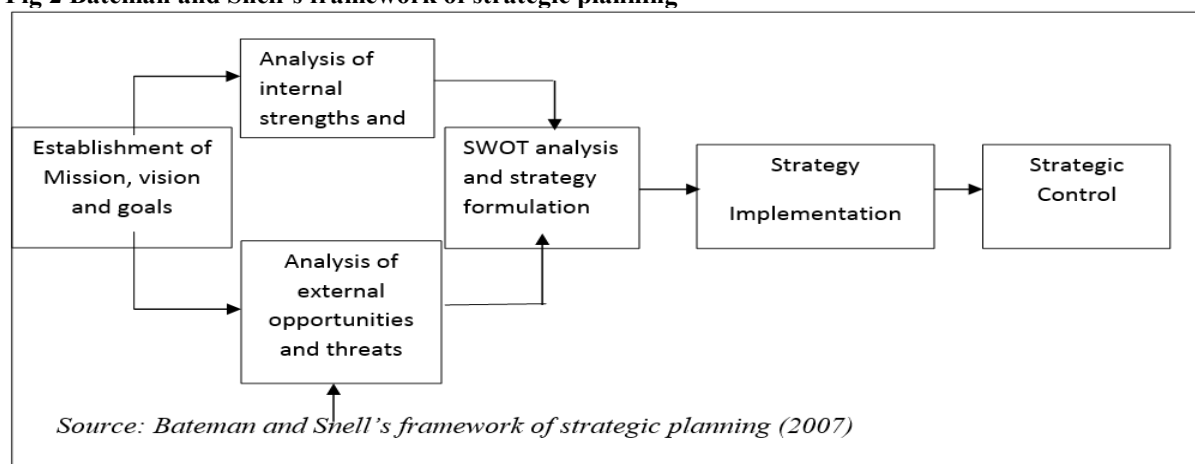 Fig 2 Bateman and Snell's framework of strategic planning
Analysis of
internal
strengths and
Establishment of
Mission, vision
and goals
SWOT analysis
and strategy
formulation
Strategy
Implementation
Strategic
Control
Analysis of
external
opportunities
and threats
Source: Bateman and Snell's framework of strategic planning (2007)